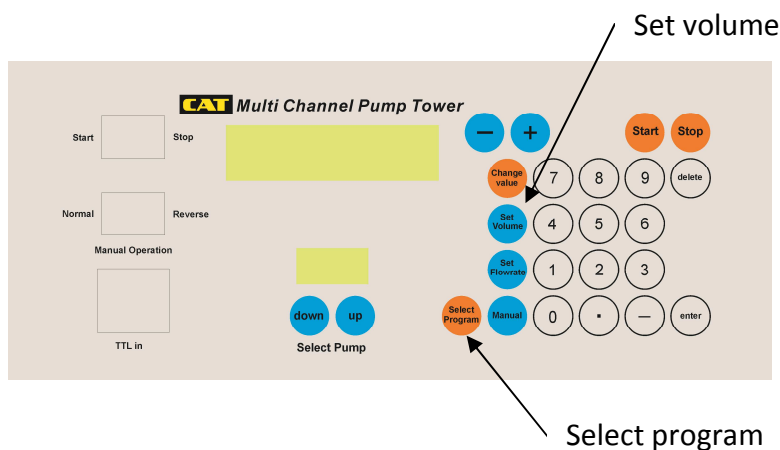 Set volume
CAT Multi Channel Pump Tower
Start Stop
− +
Start Stop
Change value
7 8 9 delete
Normal Reverse
Manual Operation
Set Volume
4 5 6
Set Flowrate
1 2 3
down up
Select Pump
Select Program
Manual
0 . — enter
TTL in
Select program